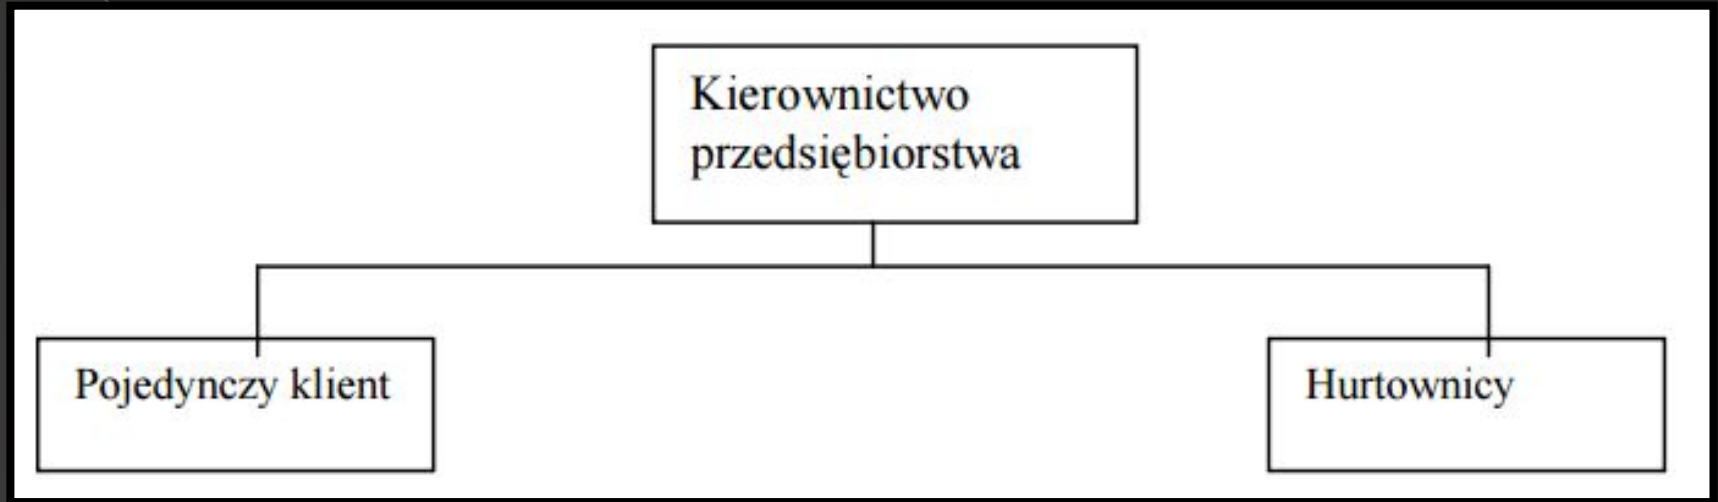 Kierownictwo
przedsiębiorstwa
Pojedynczy klient
Hurtownicy